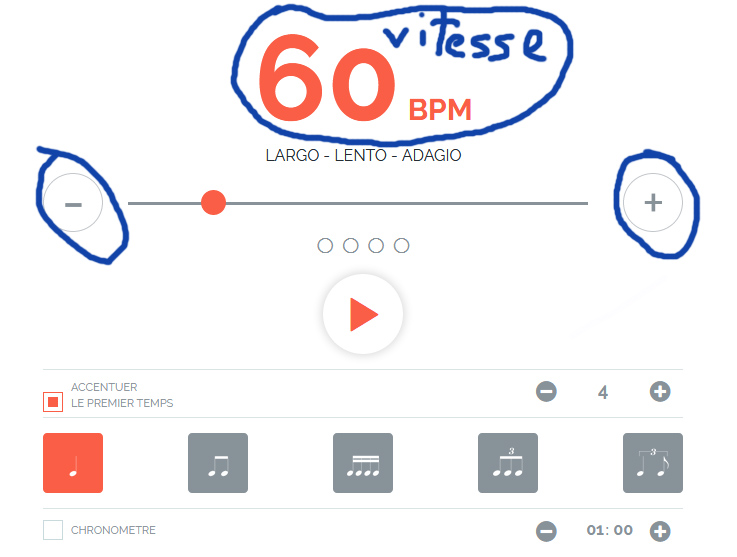 vitesse
60 BPM
LARGO - LENTO - ADAGIO
- +
ACCENTUER
LE PREMIER TEMPS
- 4 +
3 3
CHRONOMETRE - 01: 00 +